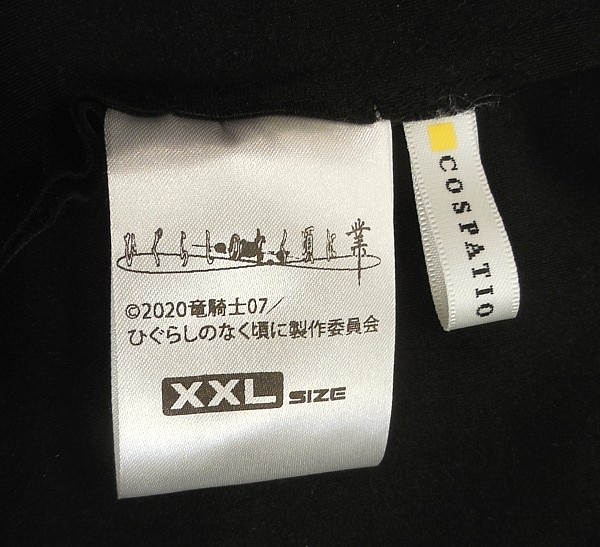 ひぐらしのなく頃に業
©2020竜騎士07/
ひぐらしのなく頃に製作委員会
XXL SIZE
COSPATIO